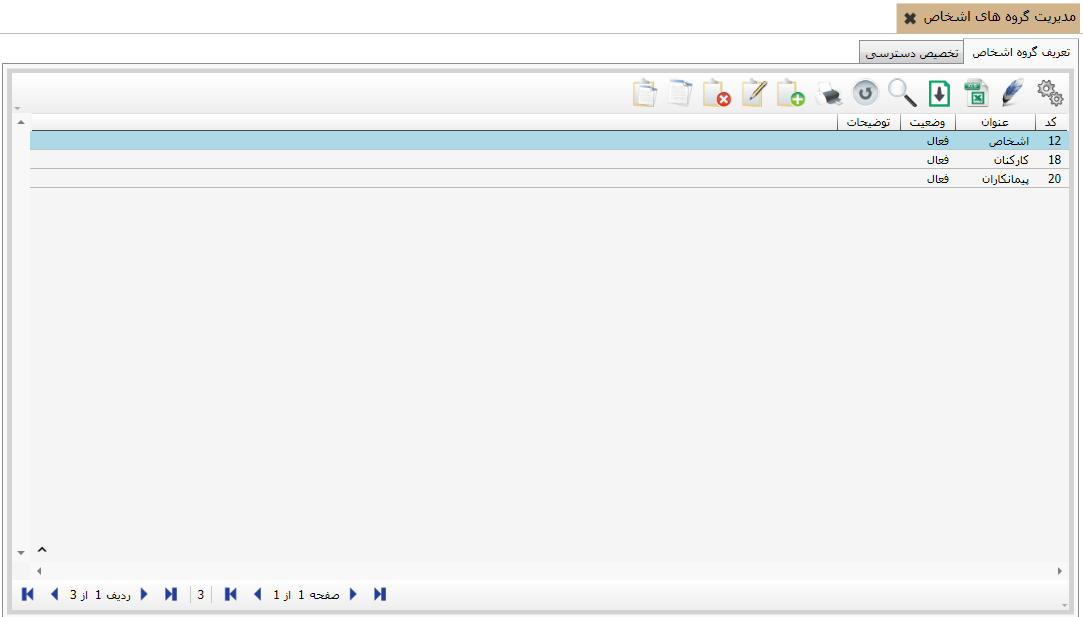 مدیریت گروه های اشخاص
تعریف گروه اشخاص
تخصیص دسترسی
کد عنوان وضعیت توضیحات
12 اشخاص فعال
18 کارکنان فعال
20 پیمانکاران فعال
ردیف 1 از 3
3
صفحه 1 از 1